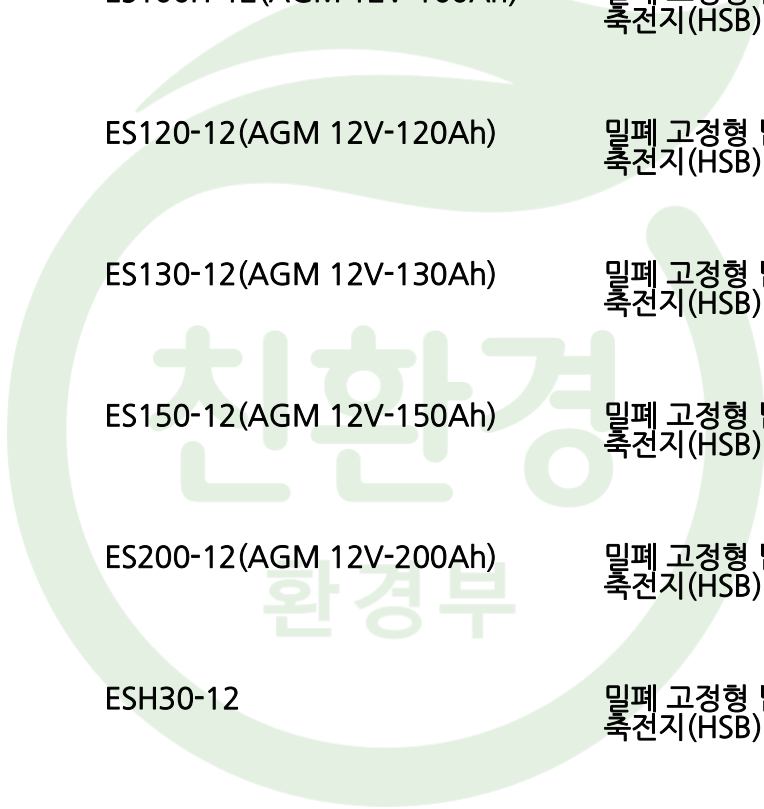 축전지(HSB)
ES120-12(AGM 12V-120Ah) 밀폐 고정형
축전지(HSB)
ES130-12(AGM 12V-130Ah) 밀폐 고정형
축전지(HSB)
친환경
ES150-12(AGM 12V-150Ah) 밀폐 고정형
축전지(HSB)
ES200-12(AGM 12V-200Ah) 밀폐 고정형
축전지(HSB)
환경부
ESH30-12 밀폐 고정형
축전지(HSB)